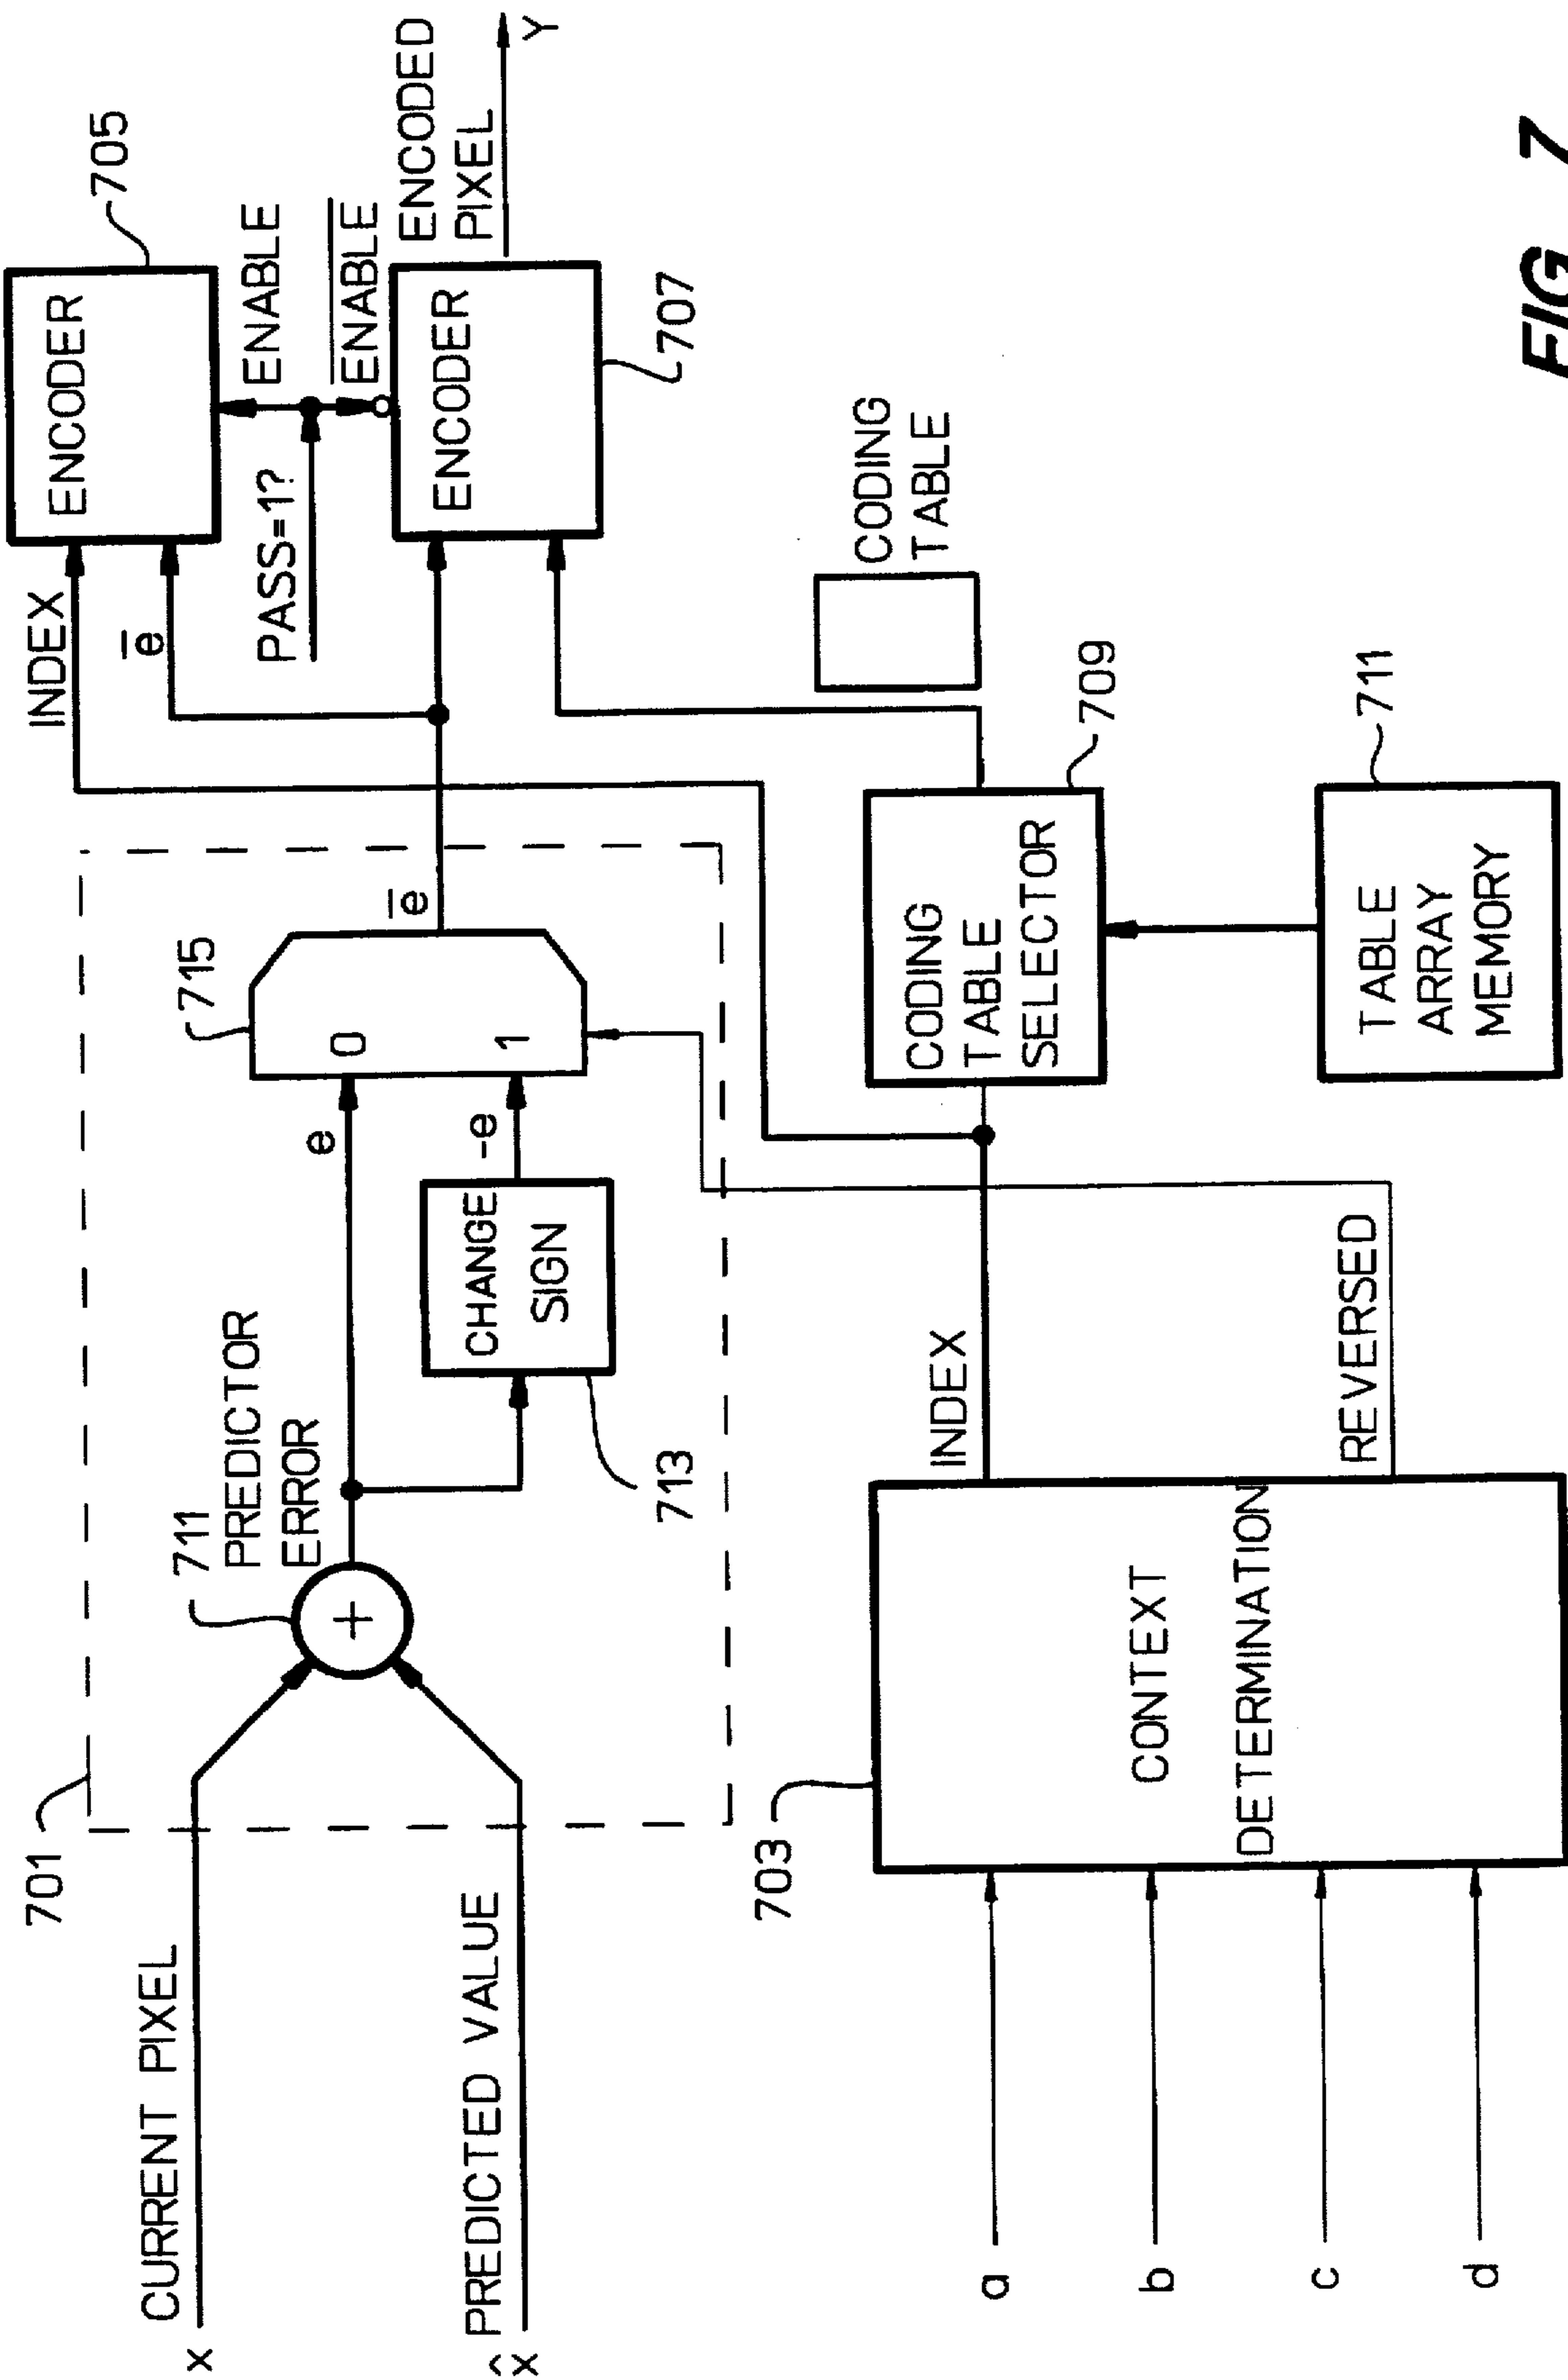 701
CURRENT PIXEL
x
PREDICTED VALUE
x̂
711
PREDICTOR
ERROR
e
CHANGE
SIGN
-e
713
715
0
1
e̅
INDEX
e̅
ENCODER
705
PASS=1?
ENABLE
E̅N̅A̅B̅L̅E̅
ENCODER
707
ENCODED
PIXEL
Y
CODING
TABLE
703
a
b
c
d
CONTEXT
DETERMINATION
INDEX
REVERSED
CODING
TABLE
SELECTOR
709
TABLE
ARRAY
MEMORY
711
FIG 7